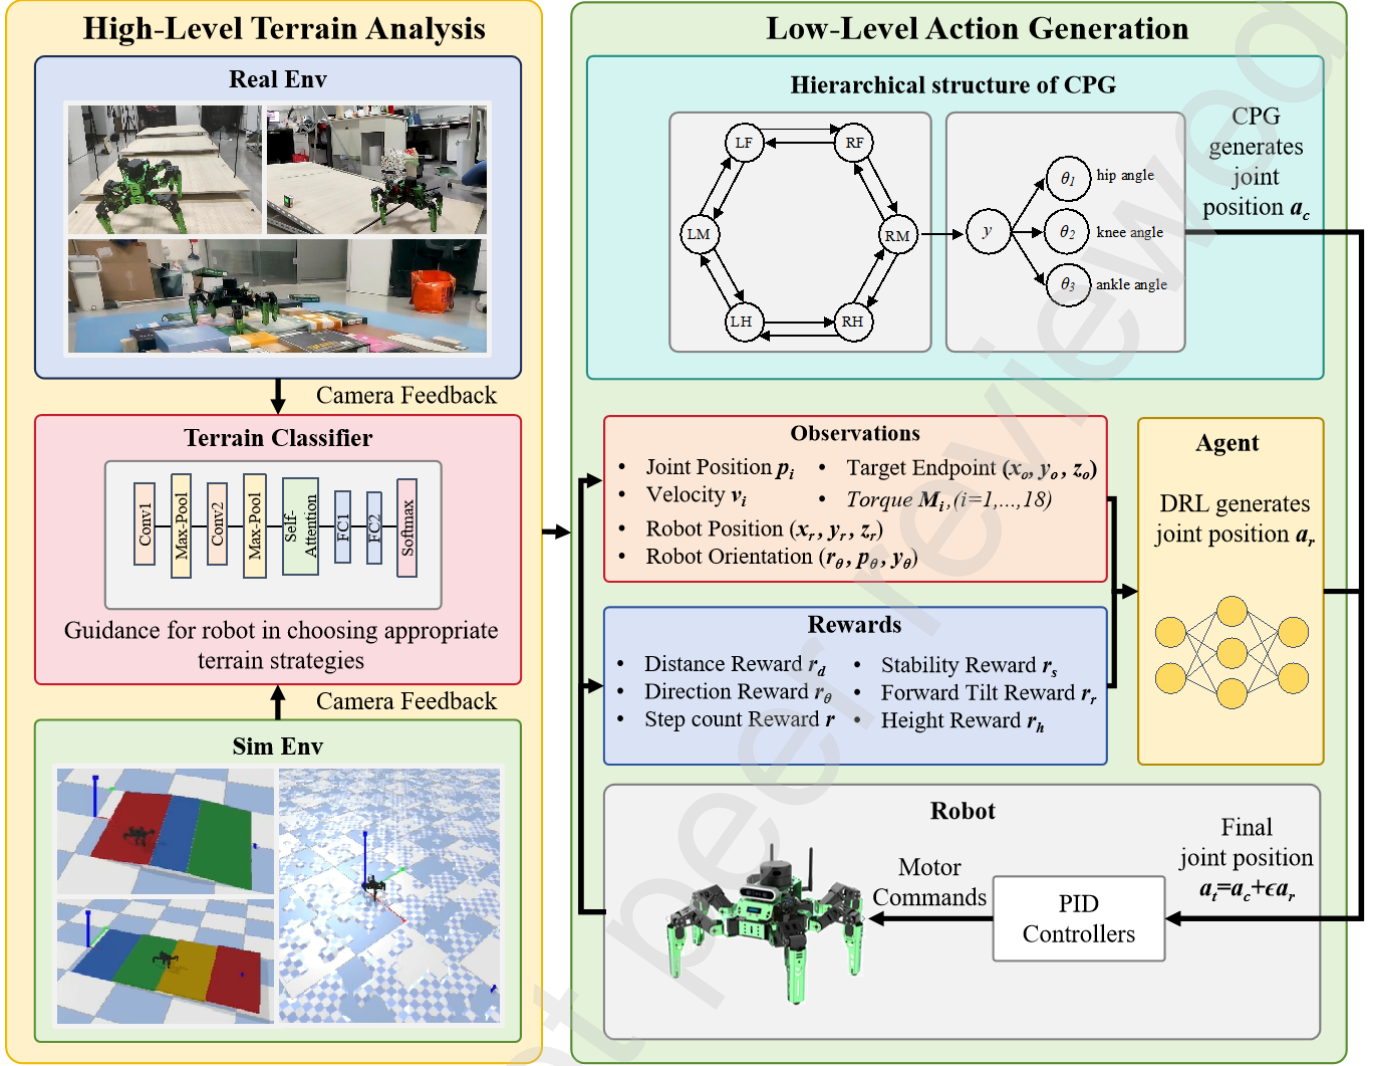 High-Level Terrain Analysis
Real Env
Camera Feedback
Terrain Classifier
Conv1
Max-Pool
Conv2
Max-Pool
Self-
Attention
FC1
FC2
Softmax
Guidance for robot in choosing appropriate
terrain strategies
Camera Feedback
Sim Env
Low-Level Action Generation
Hierarchical structure of CPG
LF
RF
LM
RM
LH
RH
y
θ1
hip angle
θ2
knee angle
θ3
ankle angle
CPG
generates
joint
position ac
Observations
• Joint Position pi
• Target Endpoint (xo, yo, zo)
• Velocity vi
• Torque Mi,(i=1,...,18)
• Robot Position (xr, yr, zr)
• Robot Orientation (rθ, pθ, yθ)
Rewards
• Distance Reward rd
• Stability Reward rs
• Direction Reward rθ
• Forward Tilt Reward rr
• Step count Reward r
• Height Reward rh
Agent
DRL generates
joint position ar
Robot
Motor
Commands
PID
Controllers
Final
joint position
at=ac+ϵar
t peer reviewed